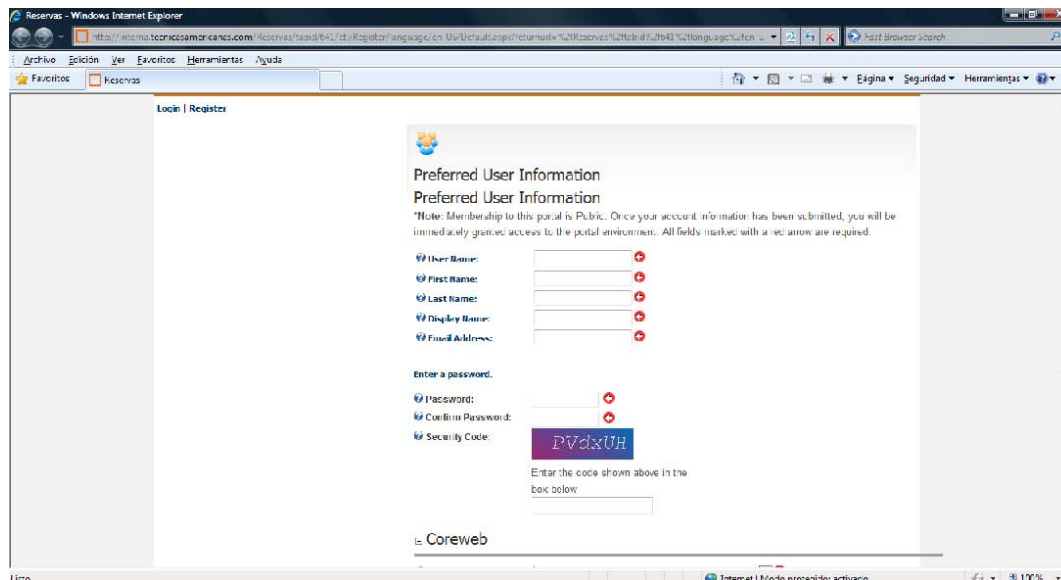 Reservas - Windows Internet Explorer
Fast Browser Search
Archivo Edición Ver Favoritos Herramientas Ayuda
Favoritos Reservas Página Seguridad Herramientas
Login | Register
Preferred User Information
Preferred User Information
*Note: Membership to this portal is Public. Once your account information has been submitted, you will be
immediately granted access to the portal environment. All fields marked with a red arrow are required.
User Name:
First Name:
Last Name:
Display Name:
Email Address:
Enter a password.
Password:
Confirm Password:
Security Code:
PVdxUH
Enter the code shown above in the
box below
Coreweb
Listo Internet | Modo protegido: activado 100%